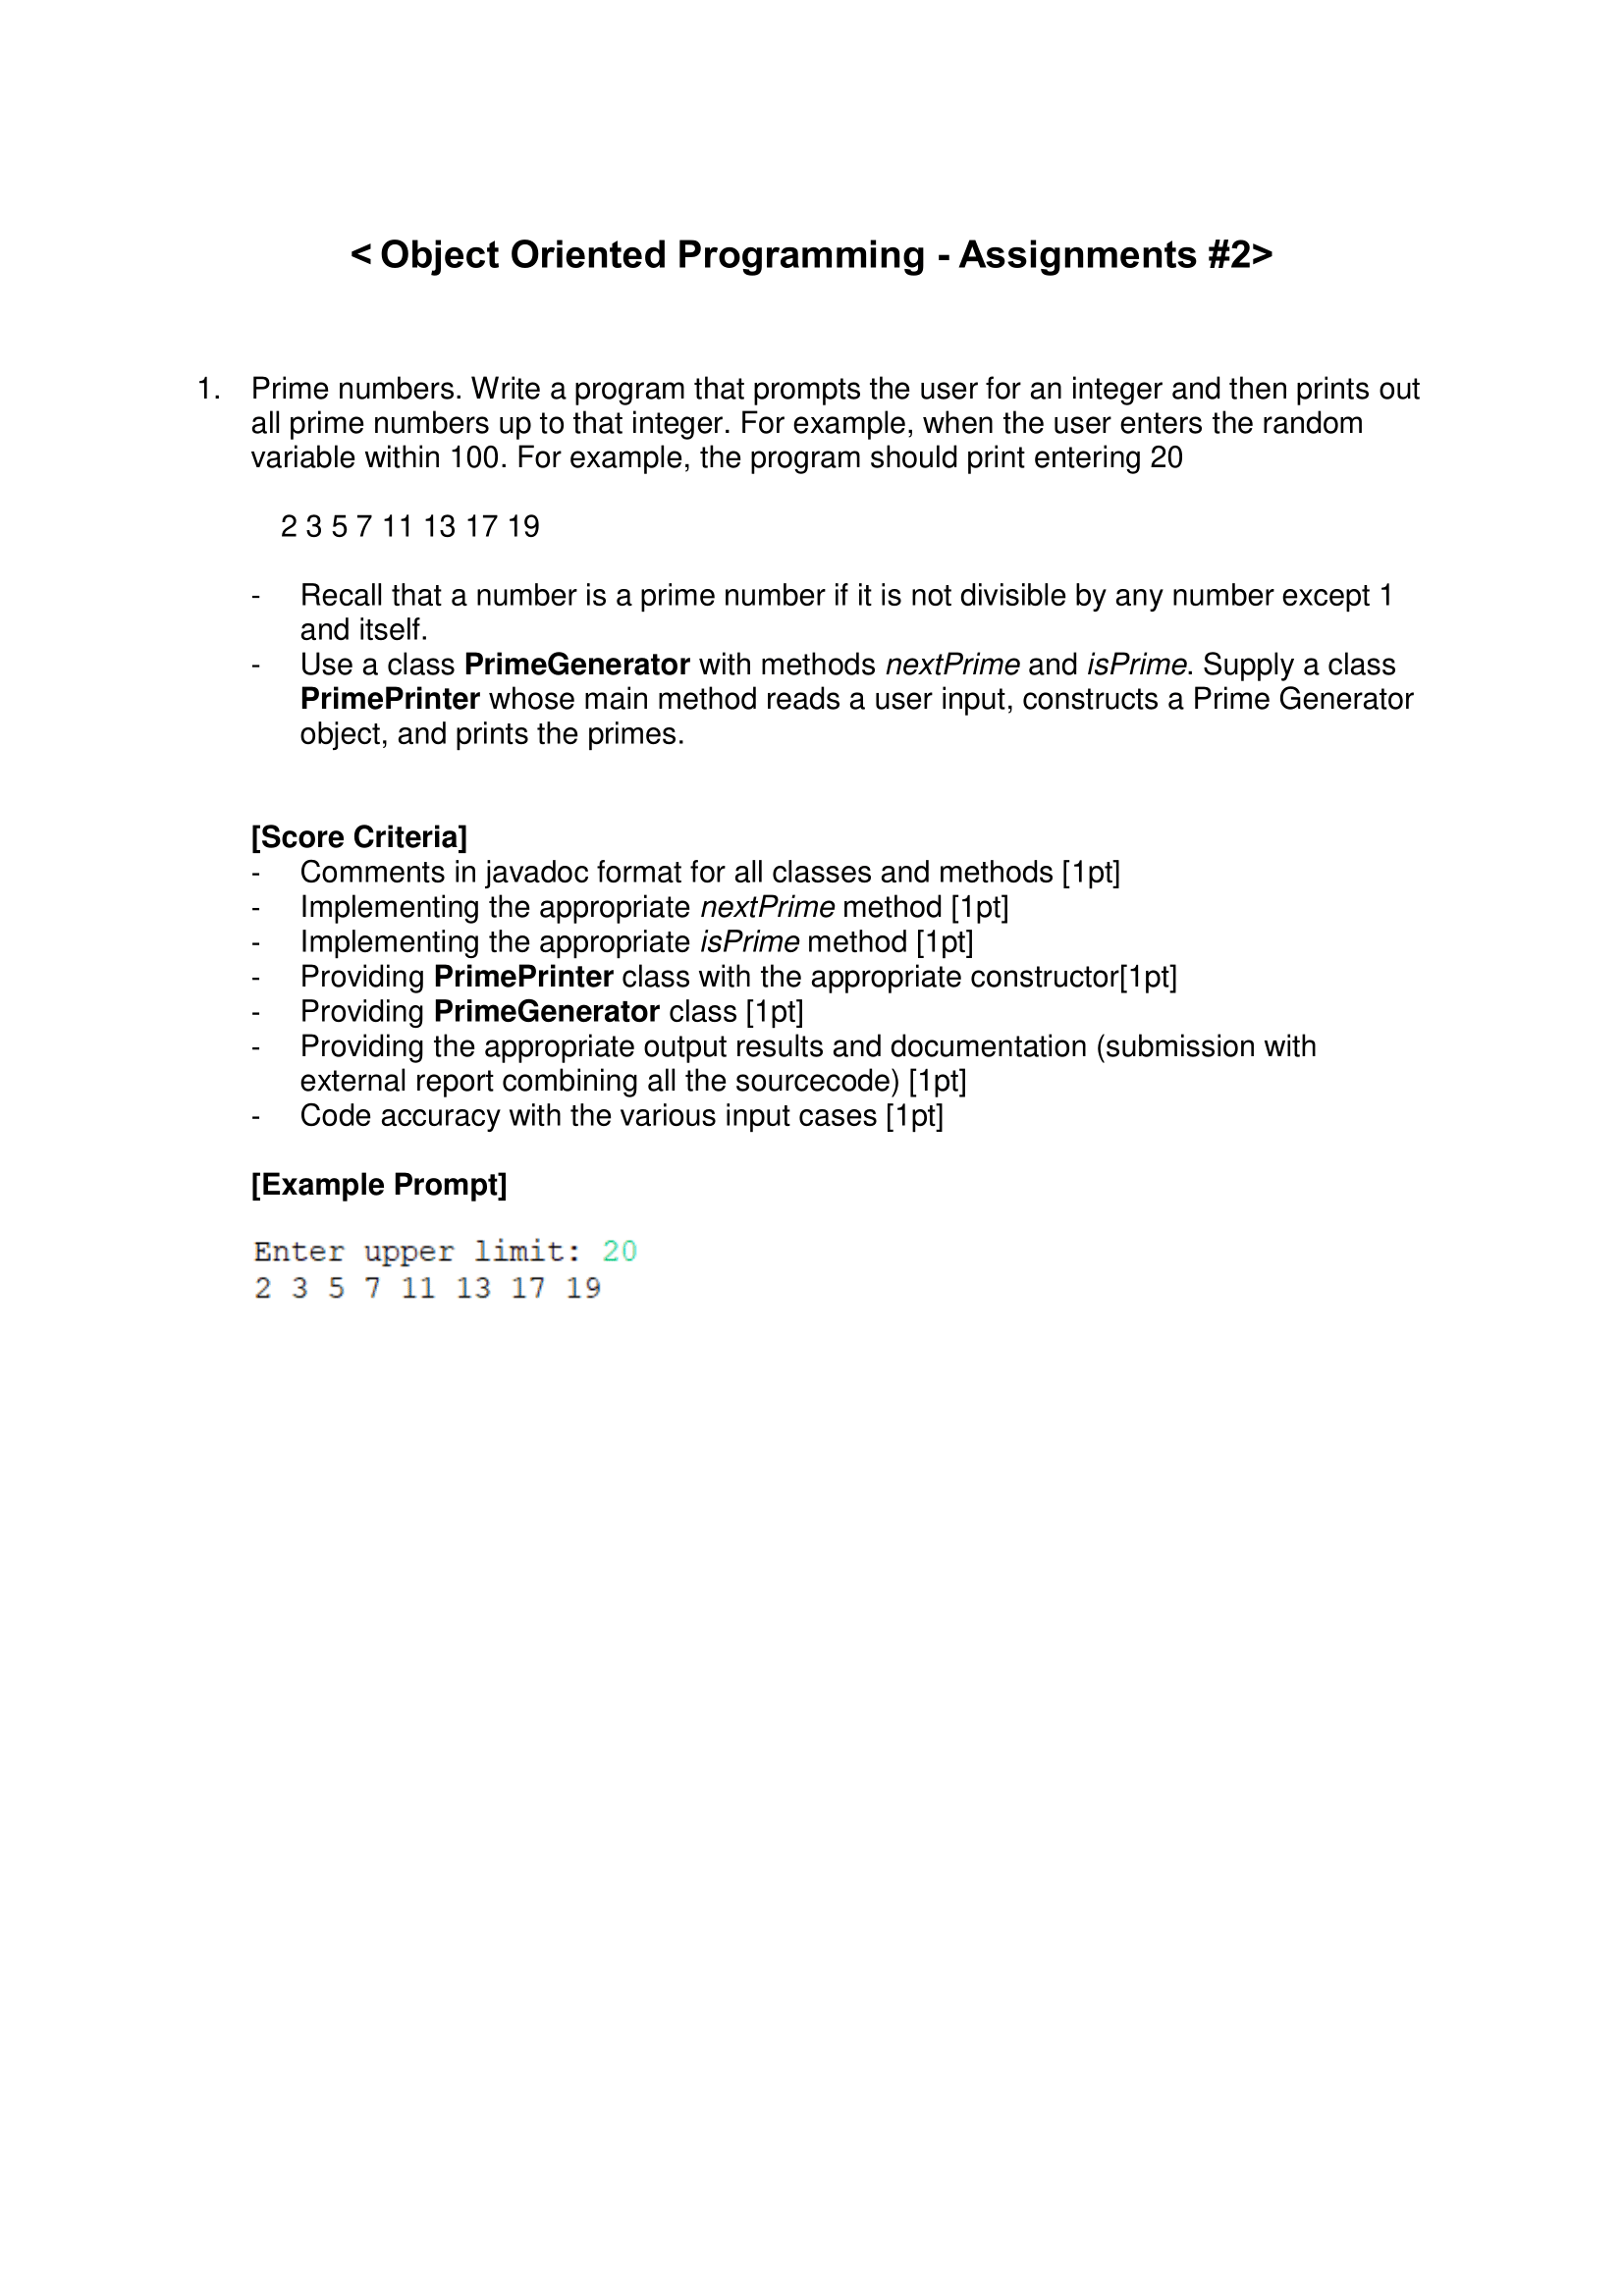 < Object Oriented Programming - Assignments #2>
1. Prime numbers. Write a program that prompts the user for an integer and then prints out
all prime numbers up to that integer. For example, when the user enters the random
variable within 100. For example, the program should print entering 20
2 3 5 7 11 13 17 19
- Recall that a number is a prime number if it is not divisible by any number except 1
and itself.
- Use a class PrimeGenerator with methods nextPrime and isPrime. Supply a class
PrimePrinter whose main method reads a user input, constructs a Prime Generator
object, and prints the primes.
[Score Criteria]
- Comments in javadoc format for all classes and methods [1pt]
- Implementing the appropriate nextPrime method [1pt]
- Implementing the appropriate isPrime method [1pt]
- Providing PrimePrinter class with the appropriate constructor[1pt]
- Providing PrimeGenerator class [1pt]
- Providing the appropriate output results and documentation (submission with
external report combining all the sourcecode) [1pt]
- Code accuracy with the various input cases [1pt]
[Example Prompt]
Enter upper limit: 20
2 3 5 7 11 13 17 19